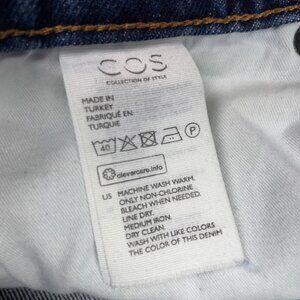 COS
COLLECTION OF STYLE
MADE IN
TURKEY
FABRIQUÉ EN
TURQUIE
40
P
clevercare.info
US MACHINE WASH WARM.
ONLY NON-CHLORINE
BLEACH WHEN NEEDED.
LINE DRY.
MEDIUM IRON.
DRY CLEAN.
WASH WITH LIKE COLORS
THE COLOR OF THIS DENIM